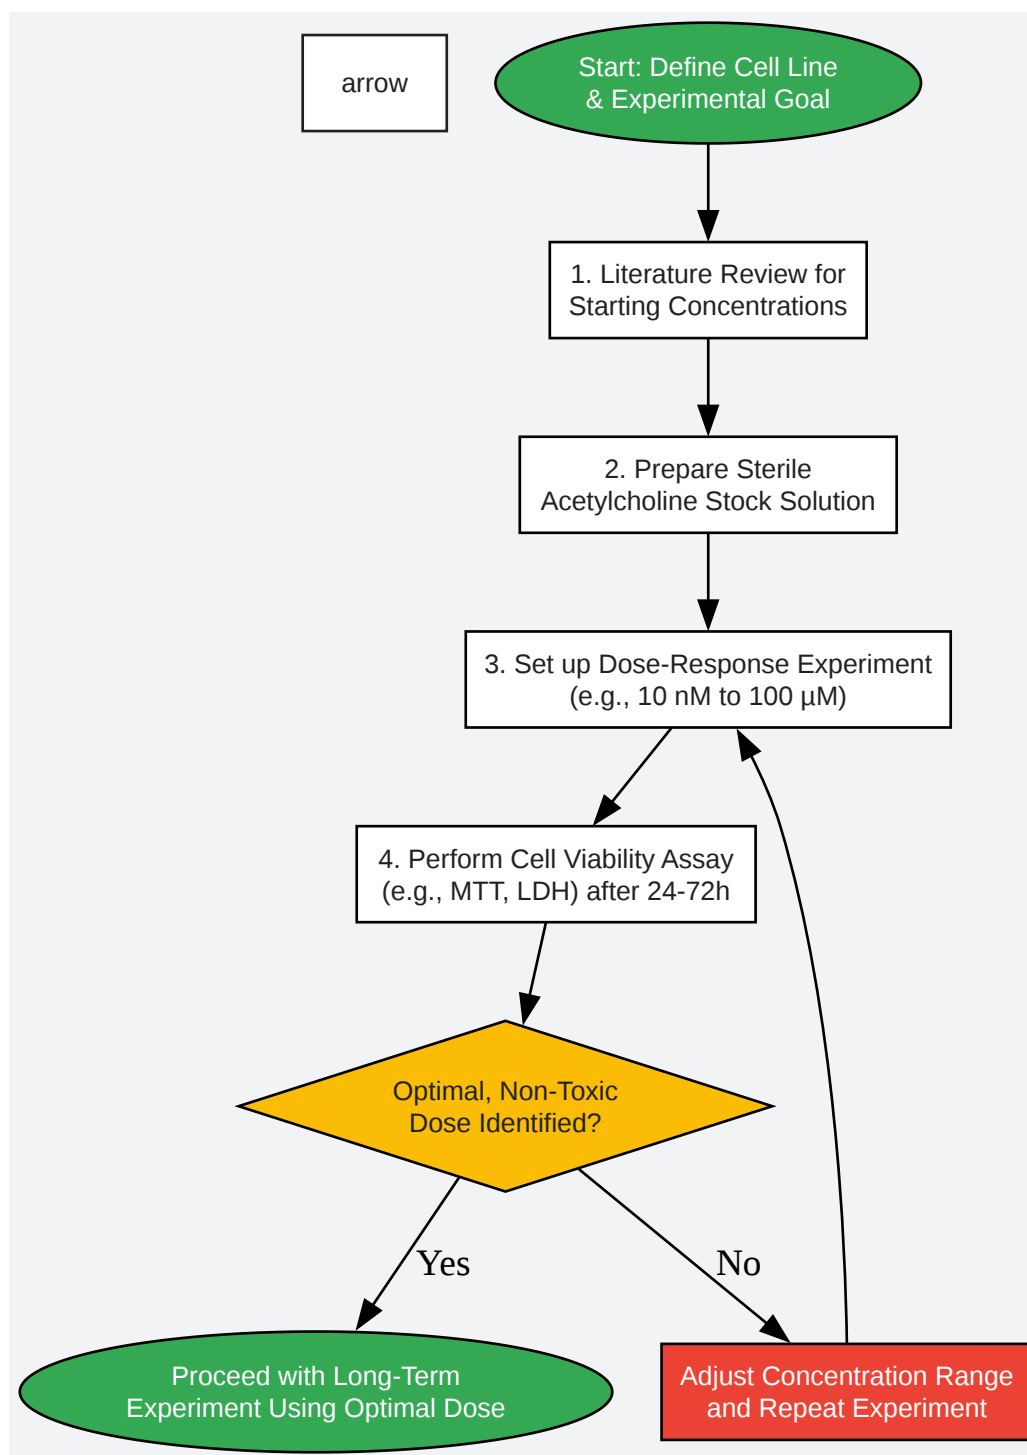 arrow
Start: Define Cell Line
& Experimental Goal
1. Literature Review for
Starting Concentrations
2. Prepare Sterile
Acetylcholine Stock Solution
3. Set up Dose-Response Experiment
(e.g., 10 nM to 100 µM)
4. Perform Cell Viability Assay
(e.g., MTT, LDH) after 24-72h
Optimal, Non-Toxic
Dose Identified?
Yes
No
Proceed with Long-Term
Experiment Using Optimal Dose
Adjust Concentration Range
and Repeat Experiment